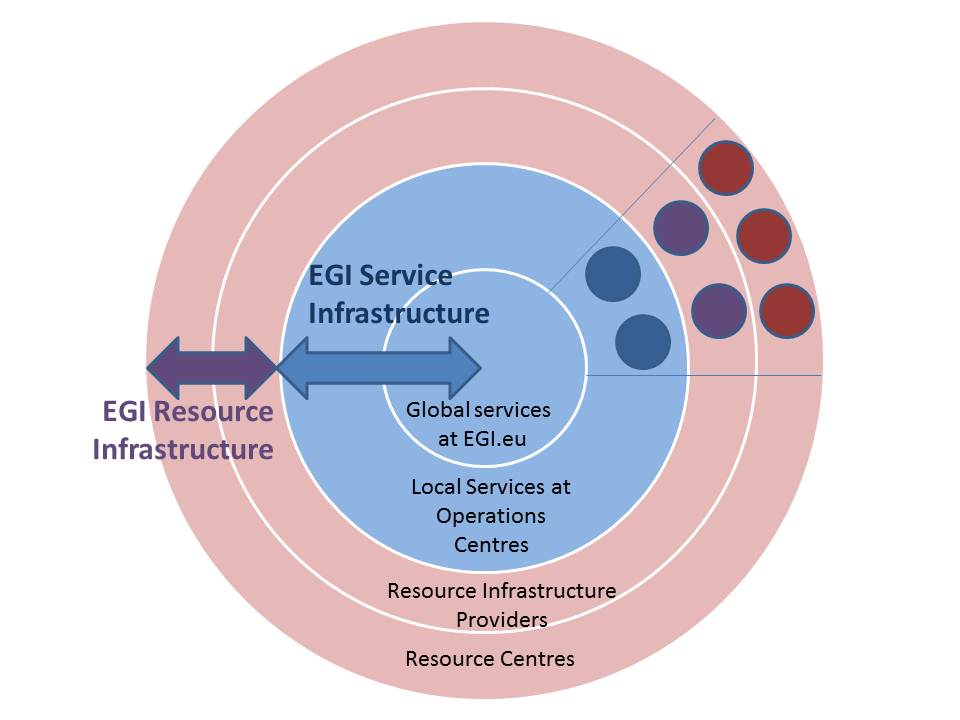 EGI Service
Infrastructure
EGI Resource
Infrastructure
Global services
at EGI.eu
Local Services at
Operations
Centres
Resource Infrastructure
Providers
Resource Centres